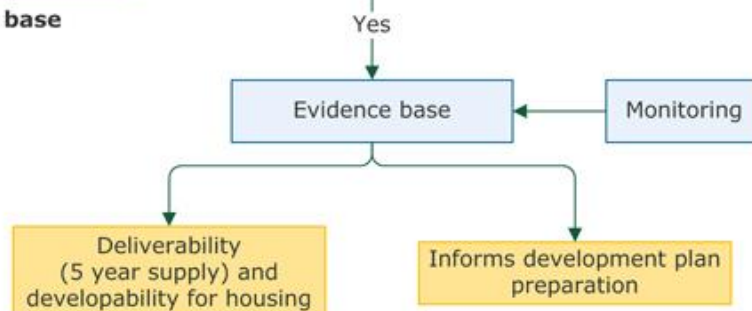 base
Yes
Evidence base
Monitoring
Deliverability
(5 year supply) and
developability for housing
Informs development plan
preparation